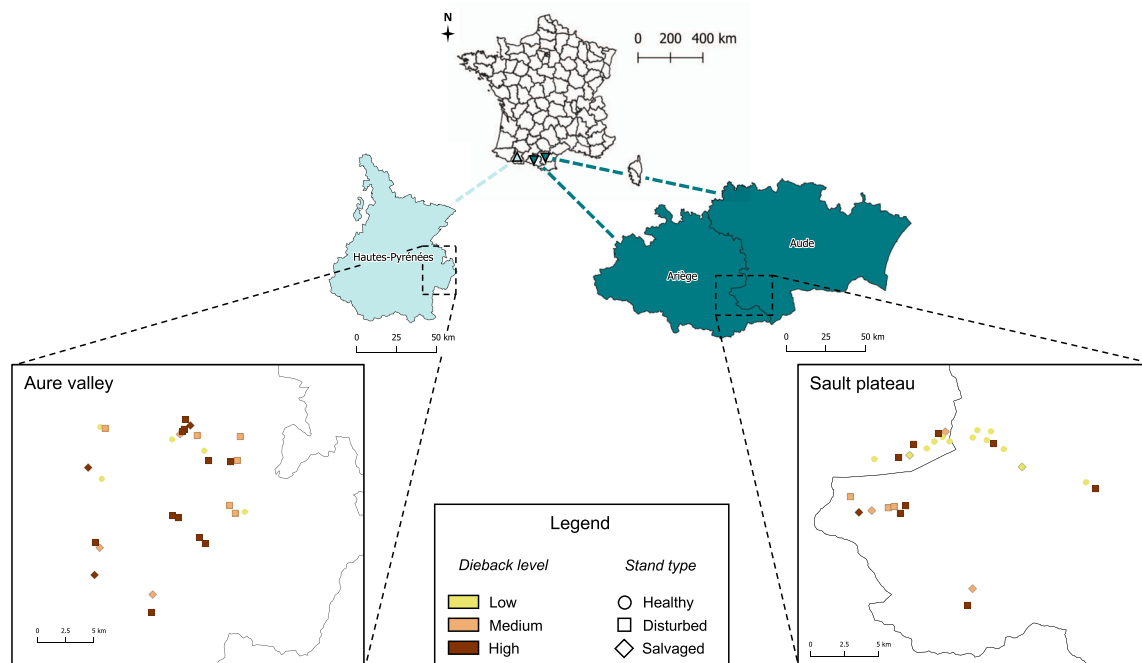 N
0 200 400 km
Hautes-Pyrénées
Aude
Ariège
0 25 50 km
0 25 50 km
Aure valley
Sault plateau
Legend
Dieback level
Stand type
Low
Healthy
Medium
Disturbed
High
Salvaged
0 2.5 5 km
0 2.5 5 km